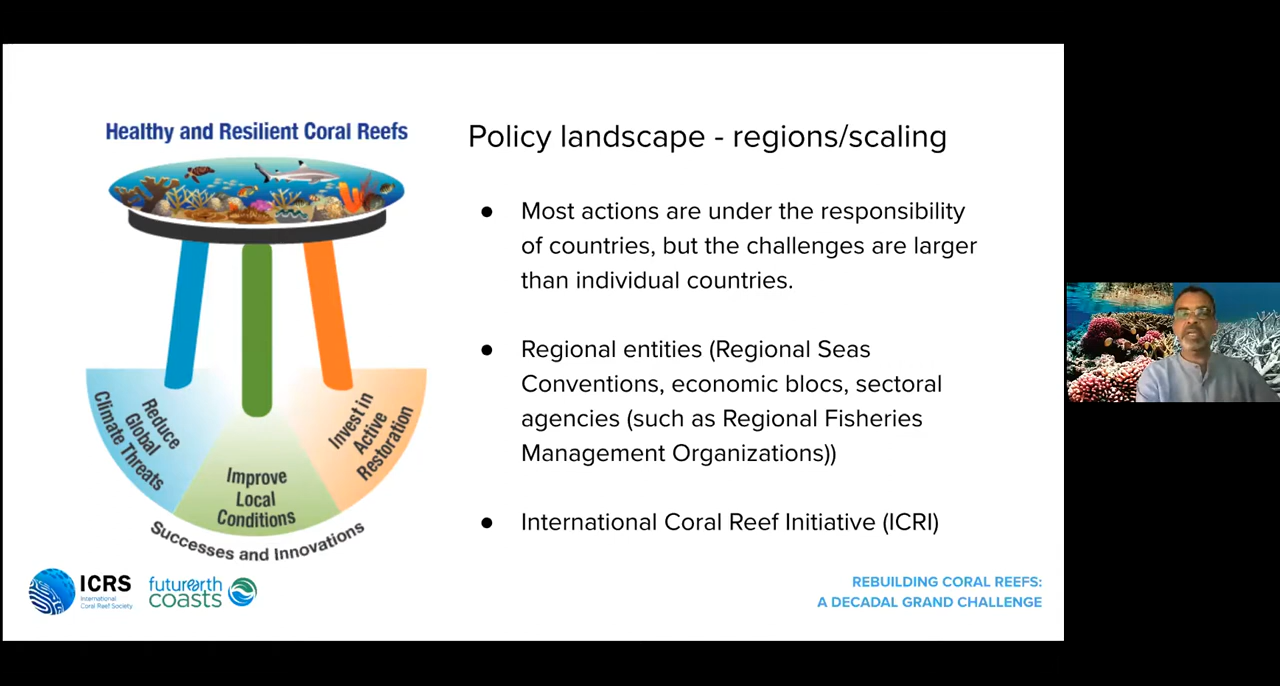 Healthy and Resilient Coral Reefs
Reduce
Global
Climate Threats
Improve
Local
Conditions
Invest in
Active
Restoration
Successes and Innovations
Policy landscape - regions/scaling
● Most actions are under the responsibility
of countries, but the challenges are larger
than individual countries.
● Regional entities (Regional Seas
Conventions, economic blocs, sectoral
agencies (such as Regional Fisheries
Management Organizations))
● International Coral Reef Initiative (ICRI)
ICRS
International
Coral Reef Society
futurearth
coasts
REBUILDING CORAL REEFS:
A DECADAL GRAND CHALLENGE